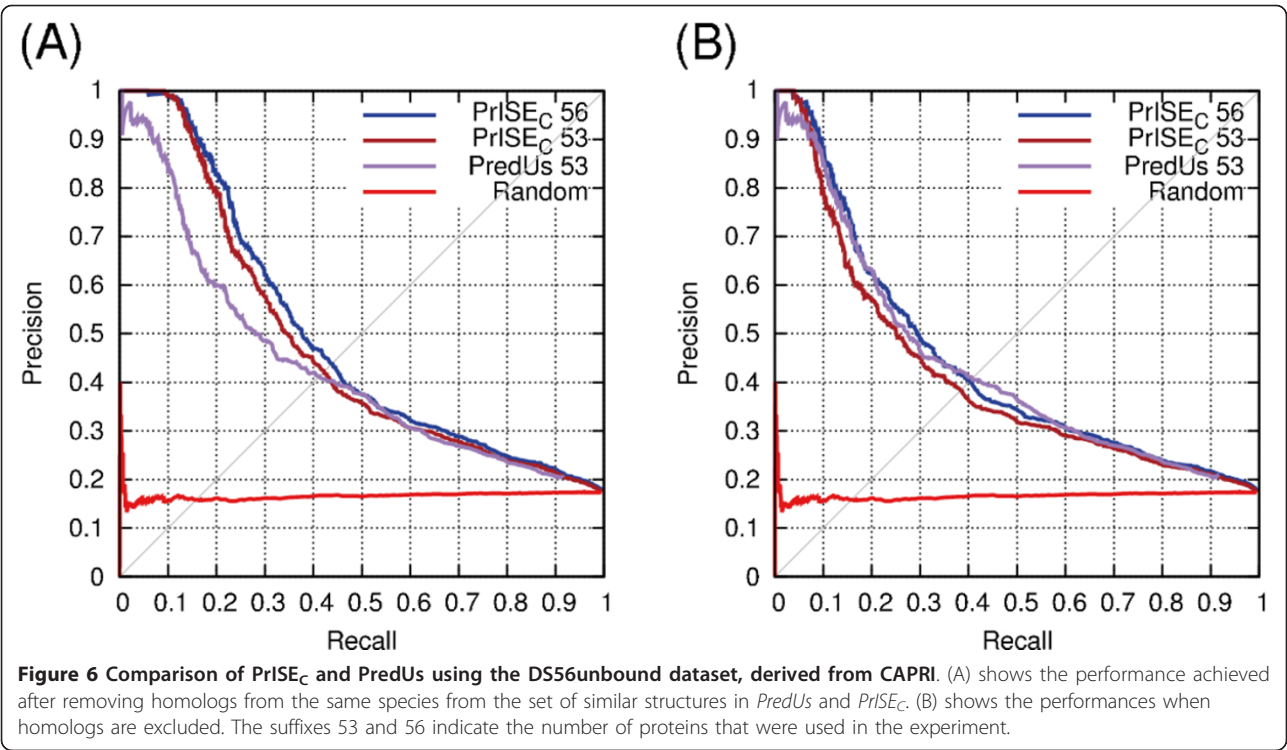 (A)
1
0.9
0.8
0.7
0.6
0.5
0.4
0.3
0.2
0.1
0
Precision
PrISEC 56
PrISEC 53
PredUs 53
Random
0 0.1 0.2 0.3 0.4 0.5 0.6 0.7 0.8 0.9 1
Recall
(B)
1
0.9
0.8
0.7
0.6
0.5
0.4
0.3
0.2
0.1
0
Precision
PrISEC 56
PrISEC 53
PredUs 53
Random
0 0.1 0.2 0.3 0.4 0.5 0.6 0.7 0.8 0.9 1
Recall
Figure 6 Comparison of PrISEC and PredUs using the DS56unbound dataset, derived from CAPRI. (A) shows the performance achieved
after removing homologs from the same species from the set of similar structures in PredUs and PrISEC. (B) shows the performances when
homologs are excluded. The suffixes 53 and 56 indicate the number of proteins that were used in the experiment.